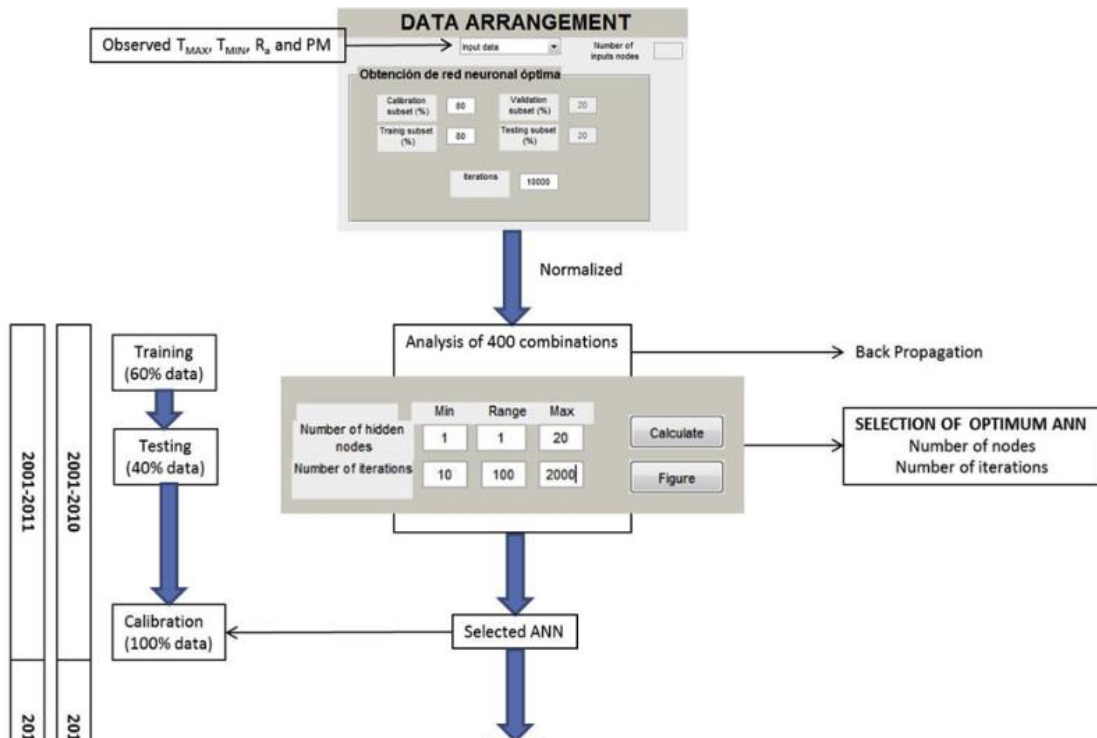 DATA ARRANGEMENT
Observed T_MAX, T_MIN, R_a and PM
Input data
Number of
inputs nodes
Obtención de red neuronal óptima
Calibration
subset (%)
80
Validation
subset (%)
20
Trainig subset
(%)
80
Testing subset
(%)
20
Iterations
10000
Normalized
Training
(60% data)
Analysis of 400 combinations
Back Propagation
Min Range Max
Number of hidden
nodes
1 1 20
Calculate
Number of iterations
10 100 2000
Figure
SELECTION OF OPTIMUM ANN
Number of nodes
Number of iterations
Testing
(40% data)
2001-2011
2001-2010
Calibration
(100% data)
Selected ANN
201
201